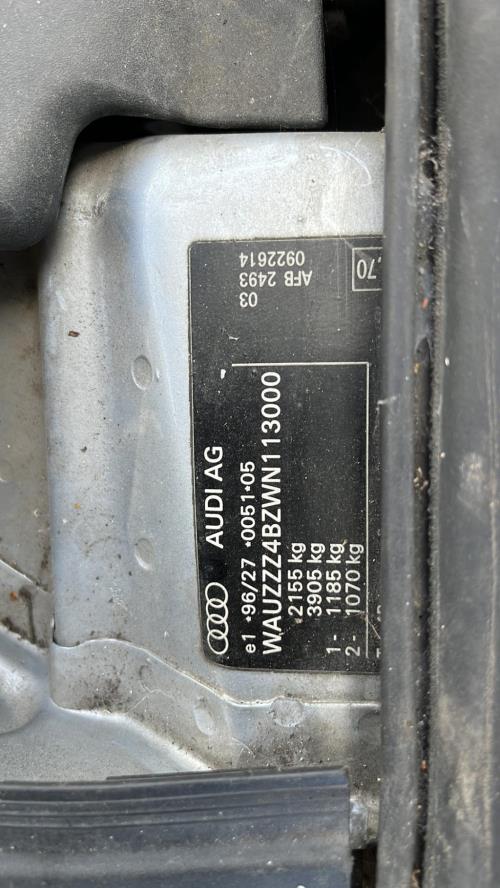 AUDI AG
e1 *96/27 *0051*05
WAUZZZ4BZWN113000
2155 kg
3905 kg
1- 1185 kg
2- 1070 kg
03
AFB 2493
0922614
.70